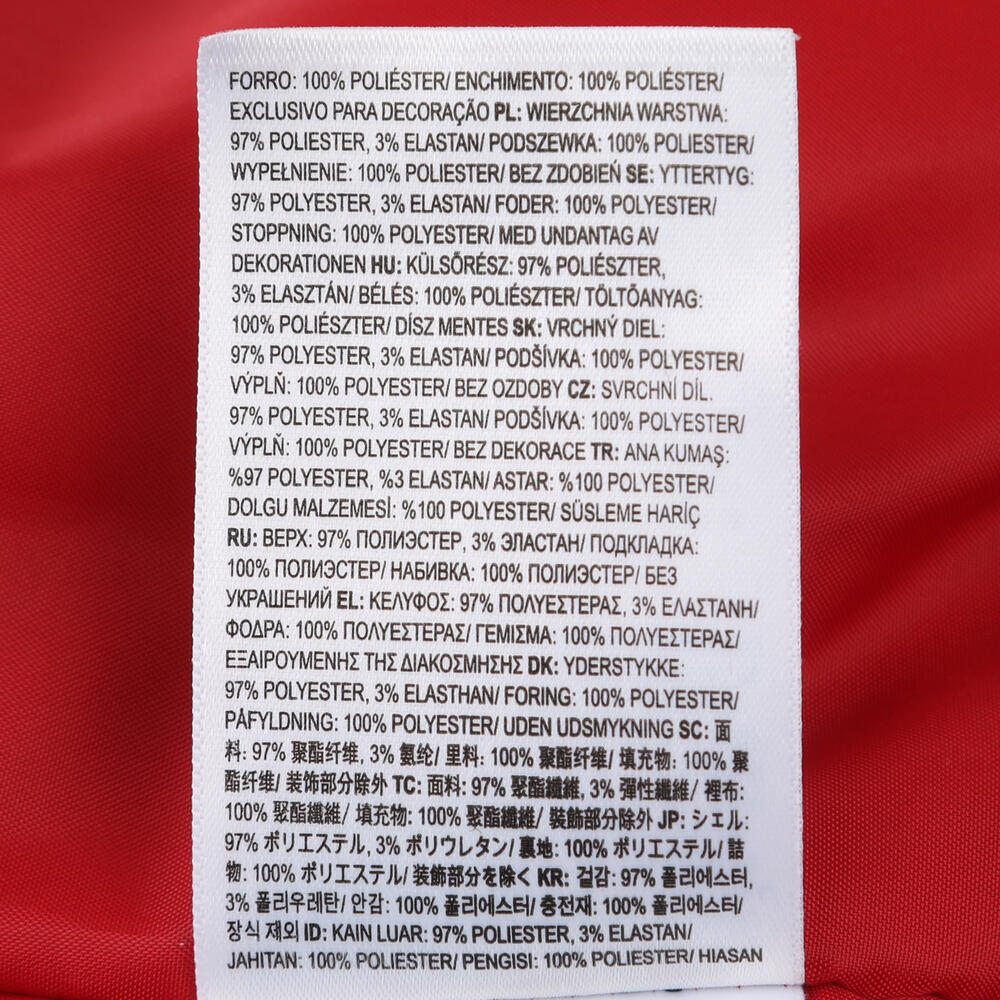 FORRO: 100% POLIÉSTER/ ENCHIMENTO: 100% POLIÉSTER/
EXCLUSIVO PARA DECORAÇÃO PL: WIERZCHNIA WARSTWA:
97% POLIESTER, 3% ELASTAN/ PODSZEWKA: 100% POLIESTER/
WYPEŁNIENIE: 100% POLIESTER/ BEZ ZDOBIEŃ SE: YTTERTYG:
97% POLYESTER, 3% ELASTAN/ FODER: 100% POLYESTER/
STOPPNING: 100% POLYESTER/ MED UNDANTAG AV
DEKORATIONEN HU: KÜLSŐRÉSZ: 97% POLIÉSZTER,
3% ELASZTÁN/ BÉLÉS: 100% POLIÉSZTER/ TÖLTŐANYAG:
100% POLIÉSZTER/ DÍSZ MENTES SK: VRCHNÝ DIEL:
97% POLYESTER, 3% ELASTAN/ PODŠÍVKA: 100% POLYESTER/
VÝPLŇ: 100% POLYESTER/ BEZ OZDOBY CZ: SVRCHNÍ DÍL.
97% POLYESTER, 3% ELASTAN/ PODŠÍVKA: 100% POLYESTER/
VÝPLŇ: 100% POLYESTER/ BEZ DEKORACE TR: ANA KUMAŞ:
%97 POLYESTER, %3 ELASTAN/ ASTAR: %100 POLYESTER/
DOLGU MALZEMESİ: %100 POLYESTER/ SÜSLEME HARİÇ
RU: ВЕРХ: 97% ПОЛИЭСТЕР, 3% ЭЛАСТАН/ ПОДКЛАДКА:
100% ПОЛИЭСТЕР/ НАБИВКА: 100% ПОЛИЭСТЕР/ БЕЗ
УКРАШЕНИЙ EL: ΚΕΛΥΦΟΣ: 97% ΠΟΛΥΕΣΤΕΡΑΣ, 3% ΕΛΑΣΤΑΝΗ/
ΦΟΔΡΑ: 100% ΠΟΛΥΕΣΤΕΡΑΣ/ ΓΕΜΙΣΜΑ: 100% ΠΟΛΥΕΣΤΕΡΑΣ/
ΕΞΑΙΡΟΥΜΕΝΗΣ ΤΗΣ ΔΙΑΚΟΣΜΗΣΗΣ DK: YDERSTYKKE:
97% POLYESTER, 3% ELASTHAN/ FORING: 100% POLYESTER/
PÅFYLDNING: 100% POLYESTER/ UDEN UDSMYKNING SC: 面
料: 97% 聚酯纤维, 3% 氨纶/ 里料: 100% 聚酯纤维/ 填充物: 100% 聚
酯纤维/ 装饰部分除外 TC: 面料: 97% 聚酯纖維, 3% 彈性纖維/ 裡布:
100% 聚酯纖維/ 填充物: 100% 聚酯纖維/ 裝飾部分除外 JP: シェル:
97% ポリエステル, 3% ポリウレタン/ 裏地: 100% ポリエステル/ 詰
物: 100% ポリエステル/ 装飾部分を除く KR: 겉감: 97% 폴리에스터,
3% 폴리우레탄/ 안감: 100% 폴리에스터/ 충전재: 100% 폴리에스터/
장식 제외 ID: KAIN LUAR: 97% POLIESTER, 3% ELASTAN/
JAHITAN: 100% POLIESTER/ PENGISI: 100% POLIESTER/ HIASAN